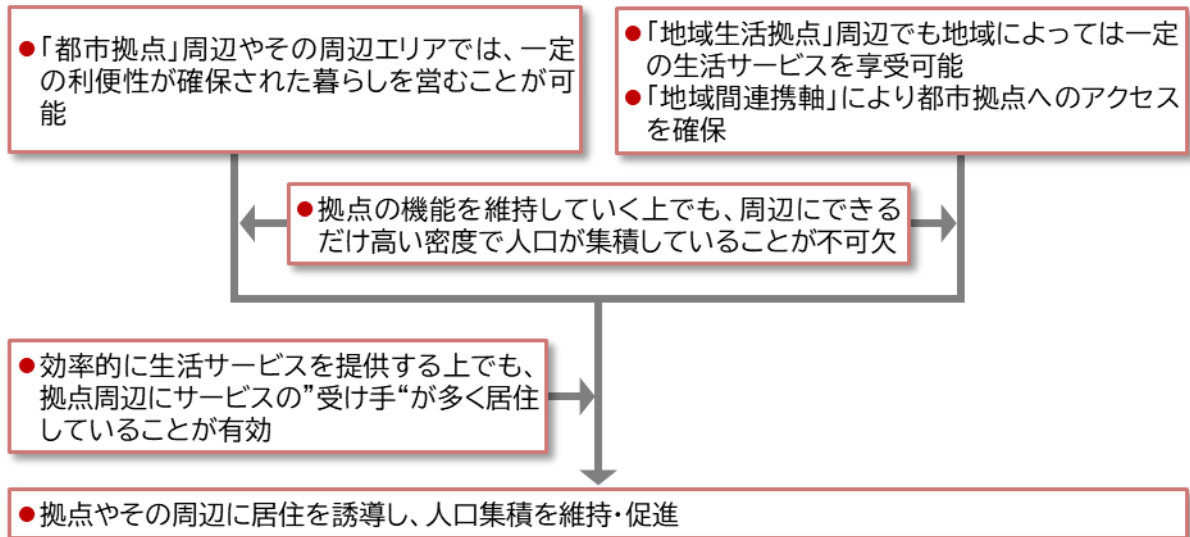 ●「都市拠点」周辺やその周辺エリアでは、一定
の利便性が確保された暮らしを営むことが可
能
●「地域生活拠点」周辺でも地域によっては一定
の生活サービスを享受可能
●「地域間連携軸」により都市拠点へのアクセス
を確保
●拠点の機能を維持していく上でも、周辺にできる
だけ高い密度で人口が集積していることが不可欠
●効率的に生活サービスを提供する上でも、
拠点周辺にサービスの”受け手“が多く居住
していることが有効
●拠点やその周辺に居住を誘導し、人口集積を維持・促進